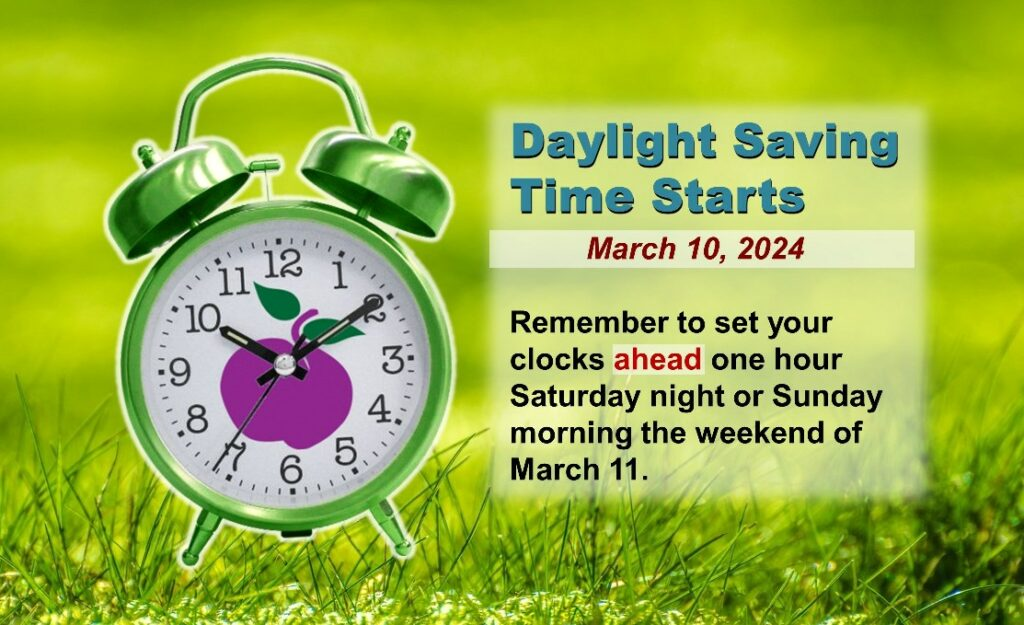 Daylight Saving
Time Starts
March 10, 2024
Remember to set your
clocks ahead one hour
Saturday night or Sunday
morning the weekend of
March 11.
12
1
2
3
4
5
6
7
8
9
10
11